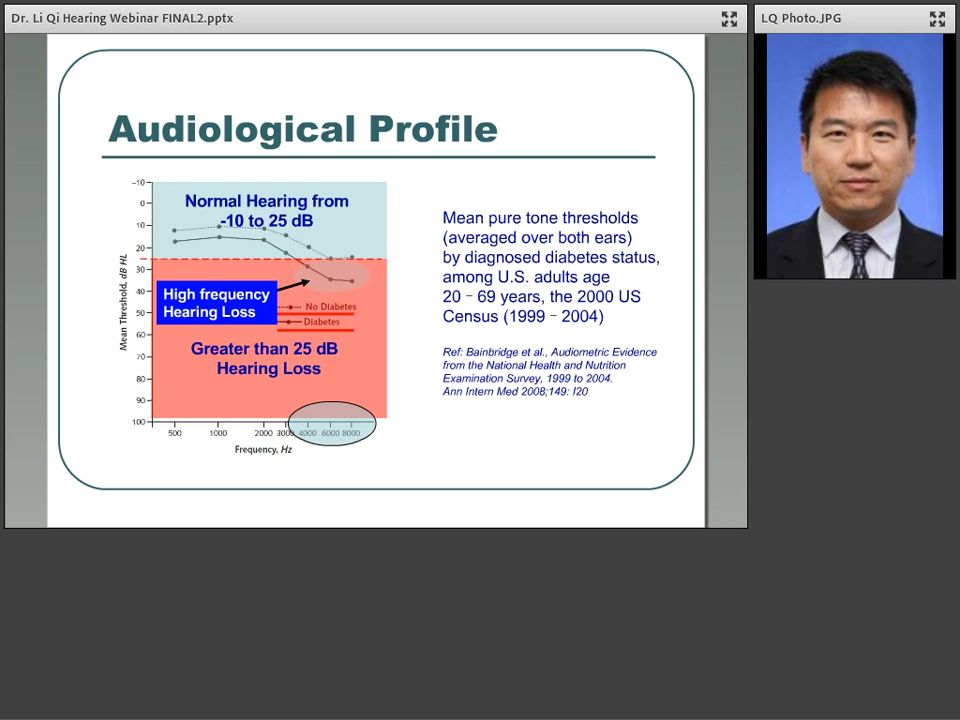 Dr. Li Qi Hearing Webinar FINAL2.pptx
LQ Photo.JPG
Audiological Profile
Normal Hearing from
-10 to 25 dB
High frequency
Hearing Loss
No Diabetes
Diabetes
Greater than 25 dB
Hearing Loss
Mean Threshold, dB HL
-10
0
10
20
30
40
50
60
70
80
90
100
500 1000 2000 3000 4000 6000 8000
Frequency, Hz
Mean pure tone thresholds
(averaged over both ears)
by diagnosed diabetes status,
among U.S. adults age
20 – 69 years, the 2000 US
Census (1999 – 2004)
Ref: Bainbridge et al., Audiometric Evidence
from the National Health and Nutrition
Examination Survey, 1999 to 2004.
Ann Intern Med 2008;149: I20